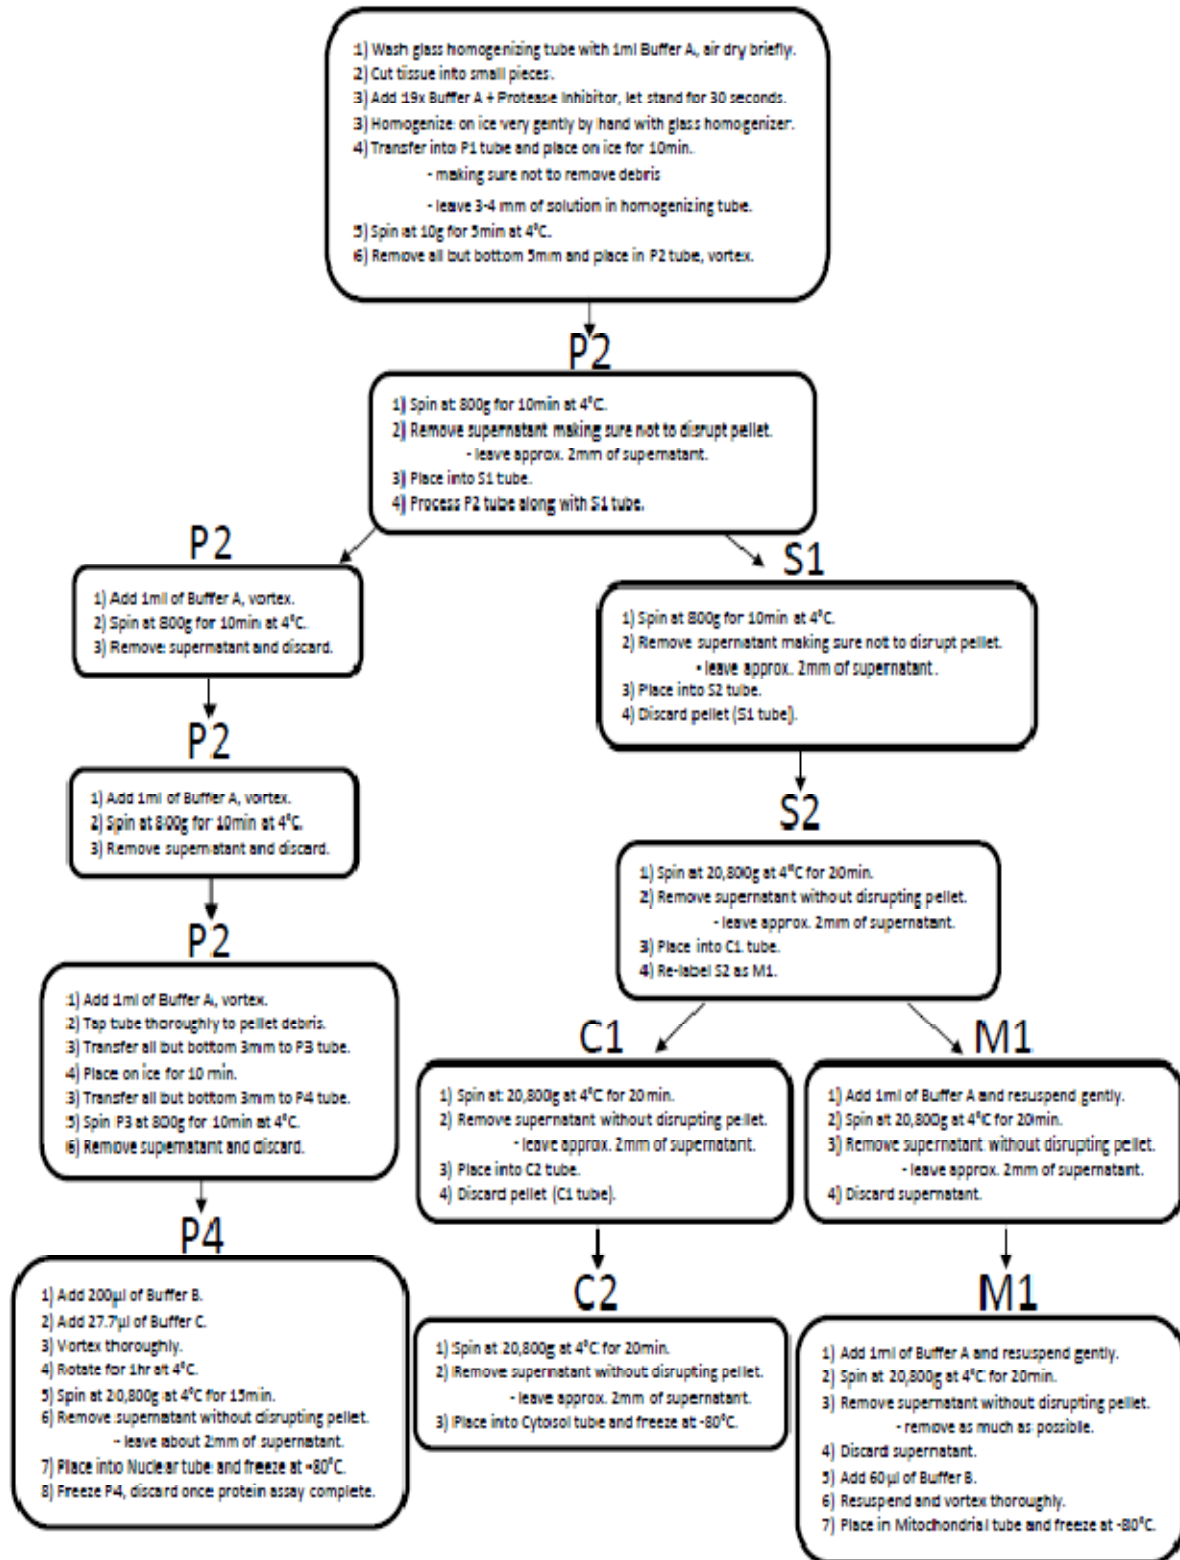 1) Wash glass homogenizing tube with 1ml Buffer A, air dry briefly.
2) Cut tissue into small pieces.
3) Add 19x Buffer A + Protease Inhibitor, let stand for 30 seconds.
3) Homogenize on ice very gently by hand with glass homogenizer.
4) Transfer into P1 tube and place on ice for 10min.
- making sure not to remove debris
- leave 3-4 mm of solution in homogenizing tube.
5) Spin at 10g for 5min at 4⁰C.
6) Remove all but bottom 5mm and place in P2 tube, vortex.
P2
1) Spin at 800g for 10min at 4⁰C.
2) Remove supernatant making sure not to disrupt pellet.
- leave approx. 2mm of supernatant.
3) Place into S1 tube.
4) Process P2 tube along with S1 tube.
P2
1) Add 1ml of Buffer A, vortex.
2) Spin at 800g for 10min at 4⁰C.
3) Remove supernatant and discard.
P2
1) Add 1ml of Buffer A, vortex.
2) Spin at 800g for 10min at 4⁰C.
3) Remove supernatant and discard.
P2
1) Add 1ml of Buffer A, vortex.
2) Tap tube thoroughly to pellet debris.
3) Transfer all but bottom 3mm to P3 tube.
4) Place on ice for 10 min.
3) Transfer all but bottom 3mm to P4 tube.
5) Spin P3 at 800g for 10min at 4⁰C.
6) Remove supernatant and discard.
P4
1) Add 200µl of Buffer B.
2) Add 27.7µl of Buffer C.
3) Vortex thoroughly.
4) Rotate for 1hr at 4⁰C.
5) Spin at 20,800g at 4⁰C for 15min.
6) Remove supernatant without disrupting pellet.
- leave about 2mm of supernatant.
7) Place into Nuclear tube and freeze at -80⁰C.
8) Freeze P4, discard once protein assay complete.
S1
1) Spin at 800g for 10min at 4⁰C.
2) Remove supernatant making sure not to disrupt pellet.
- leave approx. 2mm of supernatant.
3) Place into S2 tube.
4) Discard pellet (S1 tube).
S2
1) Spin at 20,800g at 4⁰C for 20min.
2) Remove supernatant without disrupting pellet.
- leave approx. 2mm of supernatant.
3) Place into C1 tube.
4) Re-label S2 as M1.
C1
1) Spin at 20,800g at 4⁰C for 20min.
2) Remove supernatant without disrupting pellet.
- leave approx. 2mm of supernatant.
3) Place into C2 tube.
4) Discard pellet (C1 tube).
C2
1) Spin at 20,800g at 4⁰C for 20min.
2) Remove supernatant without disrupting pellet.
- leave approx. 2mm of supernatant.
3) Place into Cytosol tube and freeze at -80⁰C.
M1
1) Add 1ml of Buffer A and resuspend gently.
2) Spin at 20,800g at 4⁰C for 20min.
3) Remove supernatant without disrupting pellet.
- leave approx. 2mm of supernatant.
4) Discard supernatant.
M1
1) Add 1ml of Buffer A and resuspend gently.
2) Spin at 20,800g at 4⁰C for 20min.
3) Remove supernatant without disrupting pellet.
- remove as much as possible.
4) Discard supernatant.
5) Add 60µl of Buffer B.
6) Resuspend and vortex thoroughly.
7) Place in Mitochondrial tube and freeze at -80⁰C.